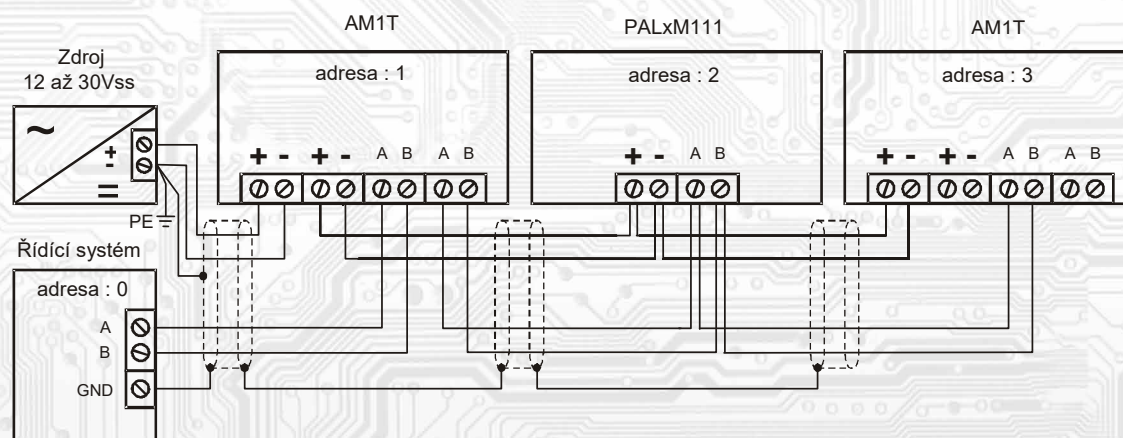 AM1T
PALxM111
AM1T
Zdroj
12 až 30Vss
adresa : 1
adresa : 2
adresa : 3
~
+
-
=
PE
+ - + - A B A B
+ - A B
+ - + - A B A B
Řídící systém
adresa : 0
A
B
GND